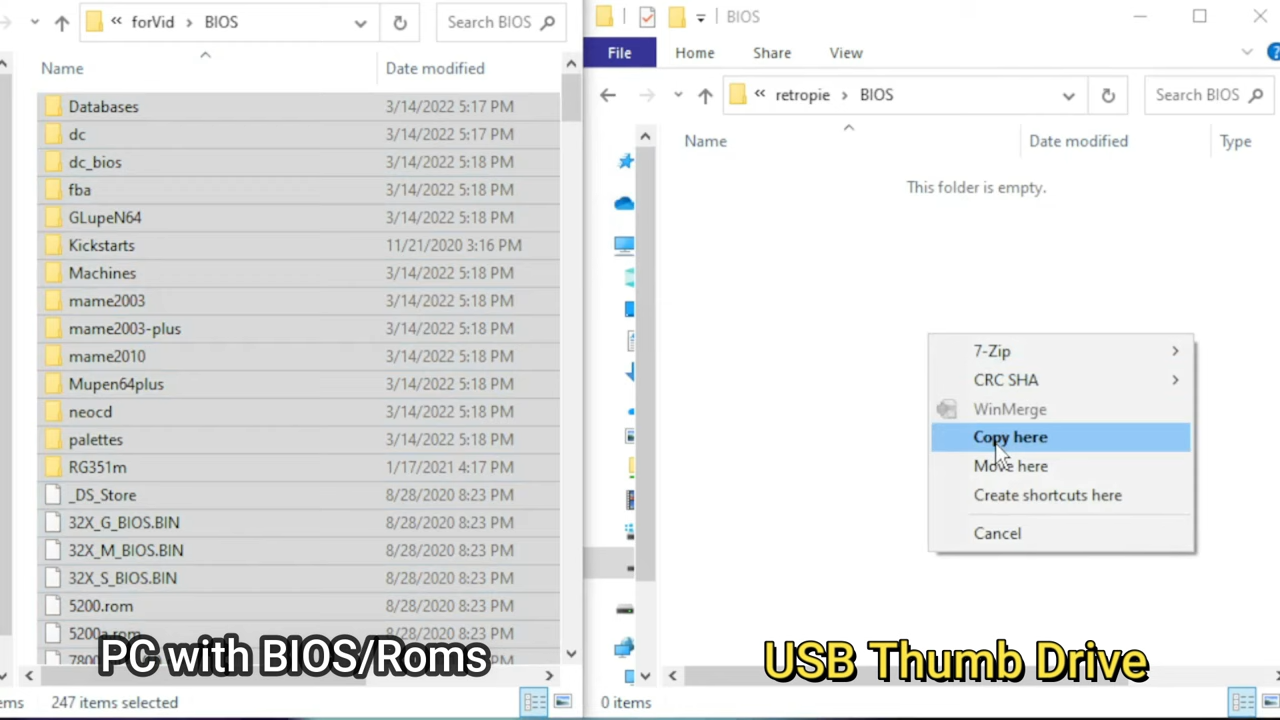 forVid BIOS Search BIOS
Name Date modified
Databases 3/14/2022 5:17 PM
dc 3/14/2022 5:17 PM
dc_bios 3/14/2022 5:18 PM
fba 3/14/2022 5:18 PM
GLupeN64 3/14/2022 5:18 PM
Kickstarts 11/21/2020 3:16 PM
Machines 3/14/2022 5:18 PM
mame2003 3/14/2022 5:18 PM
mame2003-plus 3/14/2022 5:18 PM
mame2010 3/14/2022 5:18 PM
Mupen64plus 3/14/2022 5:18 PM
neocd 3/14/2022 5:18 PM
palettes 3/14/2022 5:18 PM
RG351m 1/17/2021 4:17 PM
_DS_Store 8/28/2020 8:23 PM
32X_G_BIOS.BIN 8/28/2020 8:23 PM
32X_M_BIOS.BIN 8/28/2020 8:23 PM
32X_S_BIOS.BIN 8/28/2020 8:23 PM
5200.rom 8/28/2020 8:23 PM
5200a.rom 8/28/2020 8:23 PM
PC with BIOS/Roms
247 items selected
BIOS
File Home Share View
retropie BIOS Search BIOS
Name Date modified Type
This folder is empty.
7-Zip
CRC SHA
WinMerge
Copy here
Move here
Create shortcuts here
Cancel
USB Thumb Drive
0 items